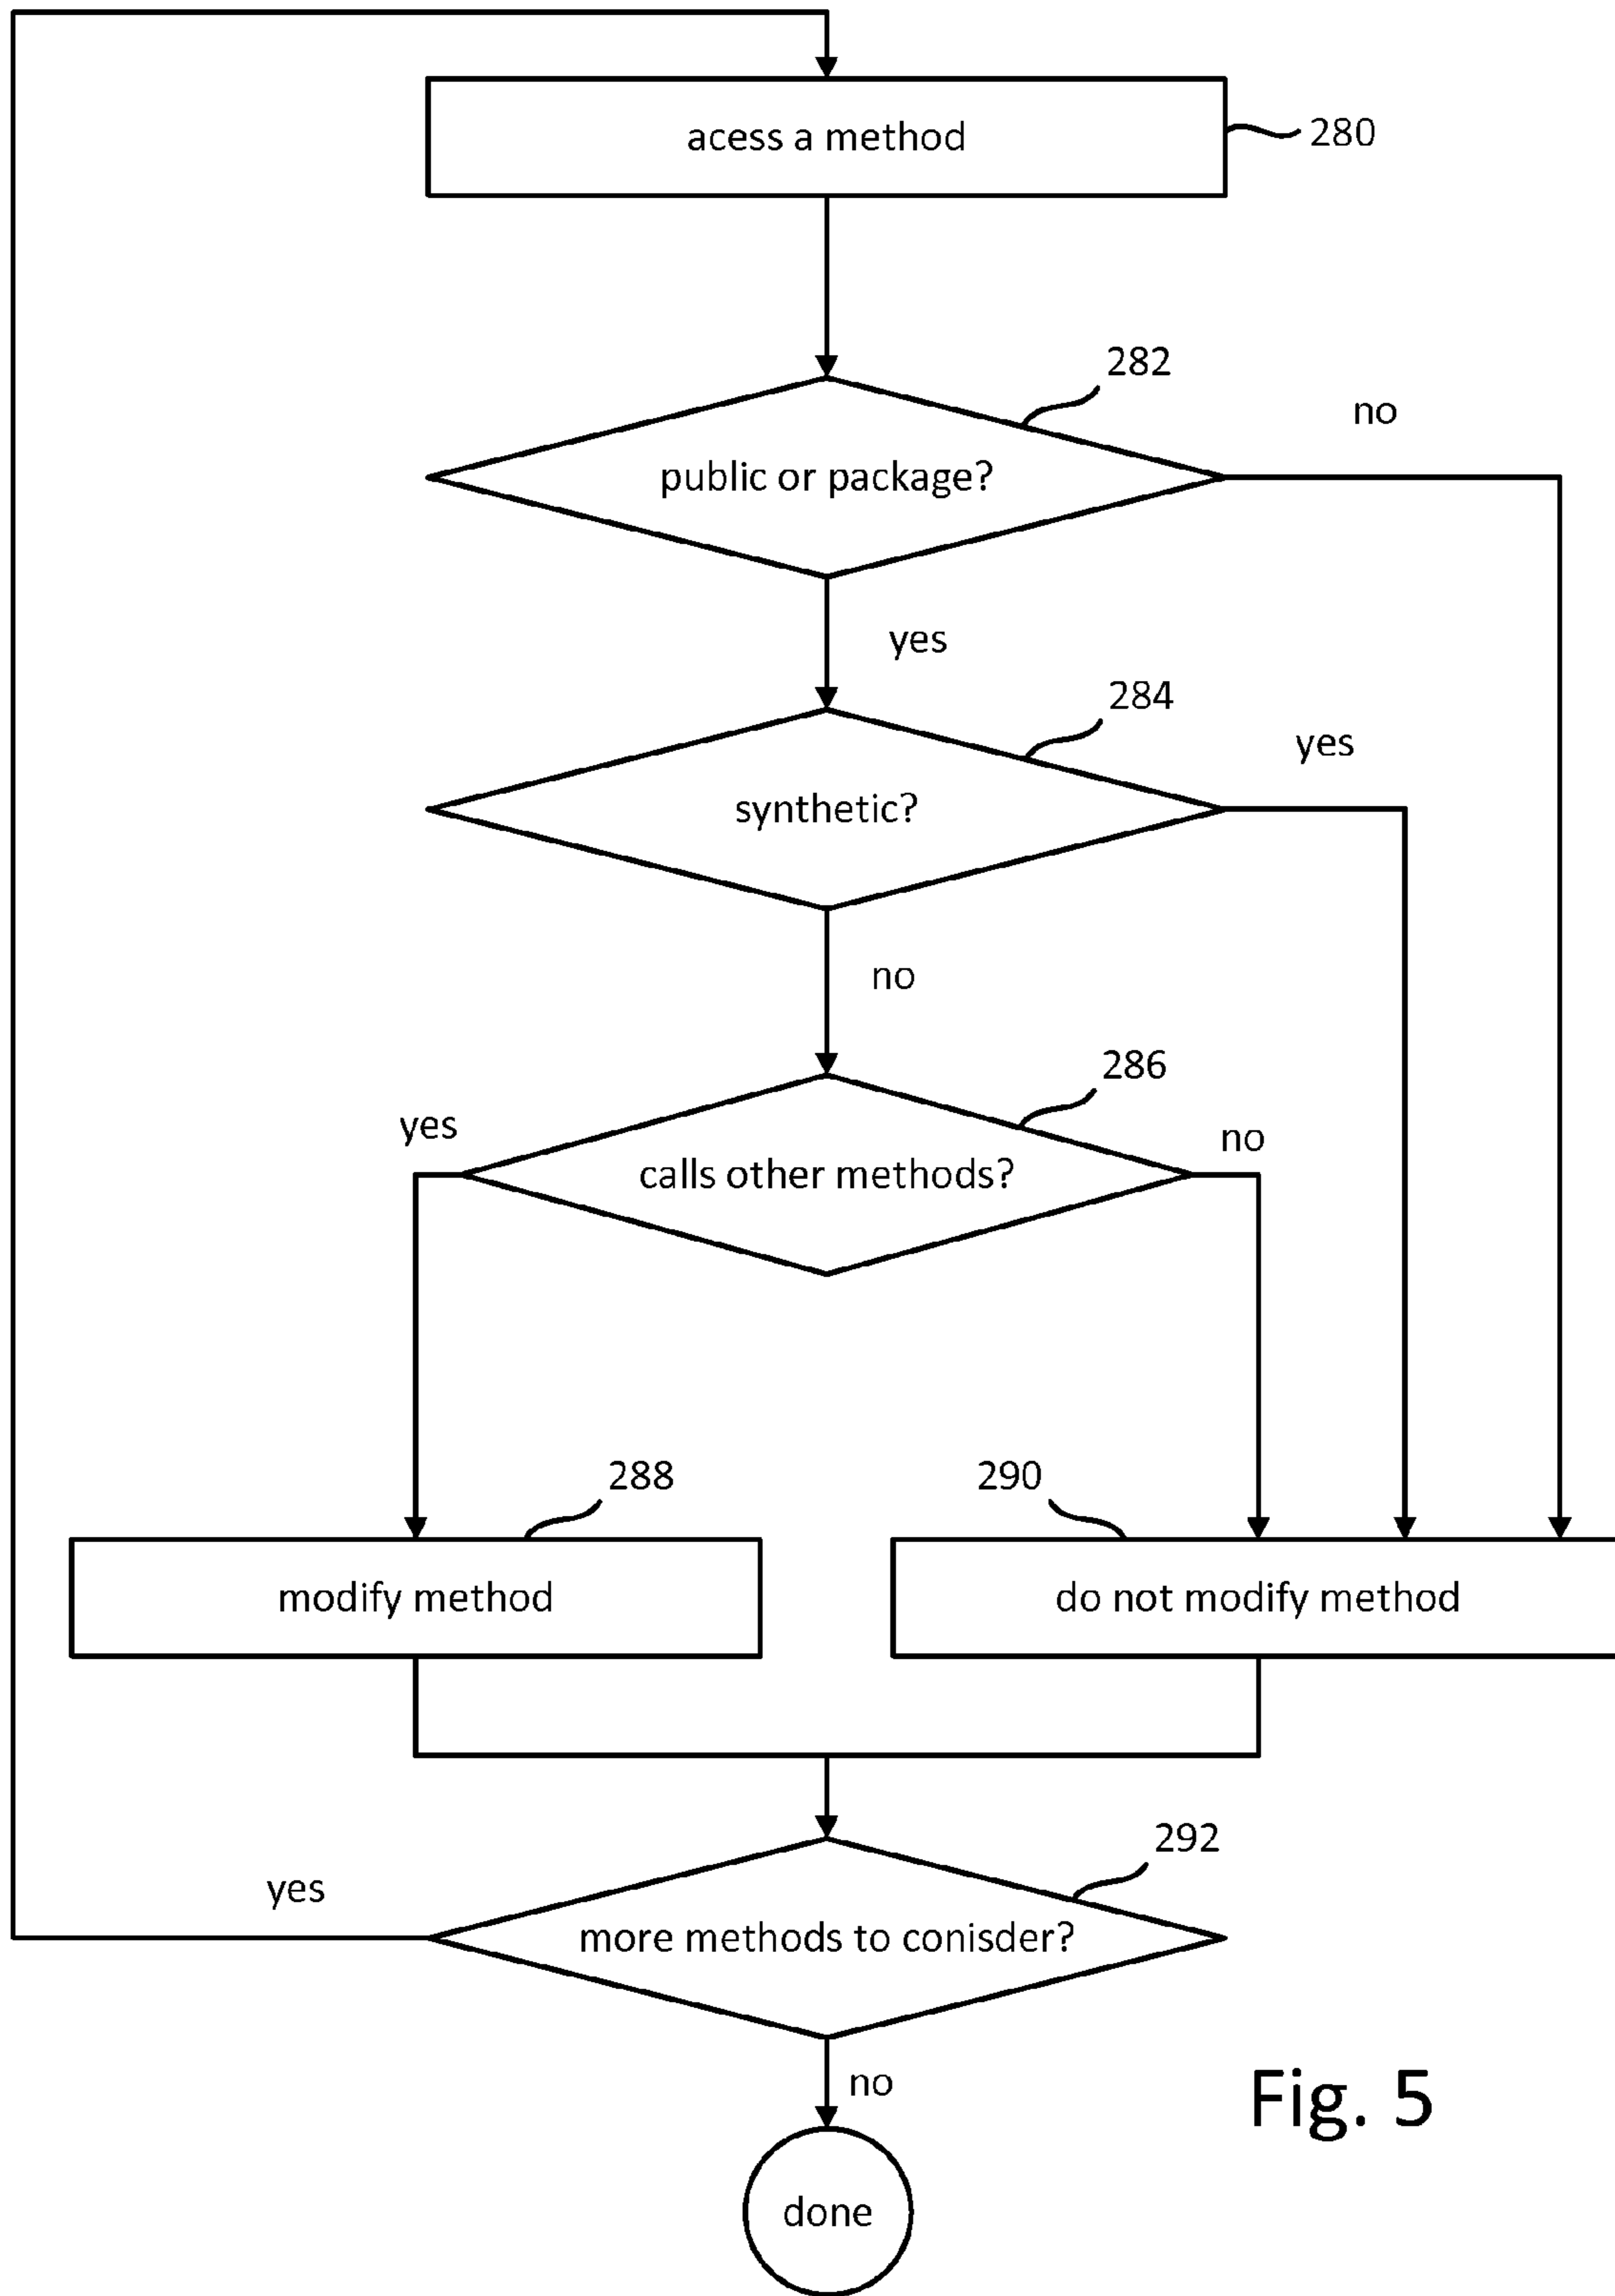 acess a method
280
282
no
public or package?
yes
284
yes
synthetic?
no
286
yes
no
calls other methods?
288
290
modify method
do not modify method
292
yes
more methods to conisder?
no
Fig. 5
done